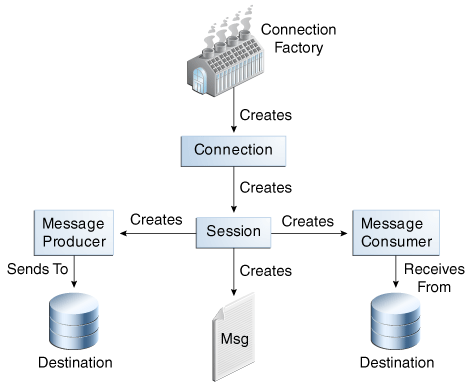 Connection
Factory
Creates
Connection
Creates
Message
Producer
Creates
Session
Creates
Message
Consumer
Sends To
Creates
Receives
From
Msg
Destination
Destination